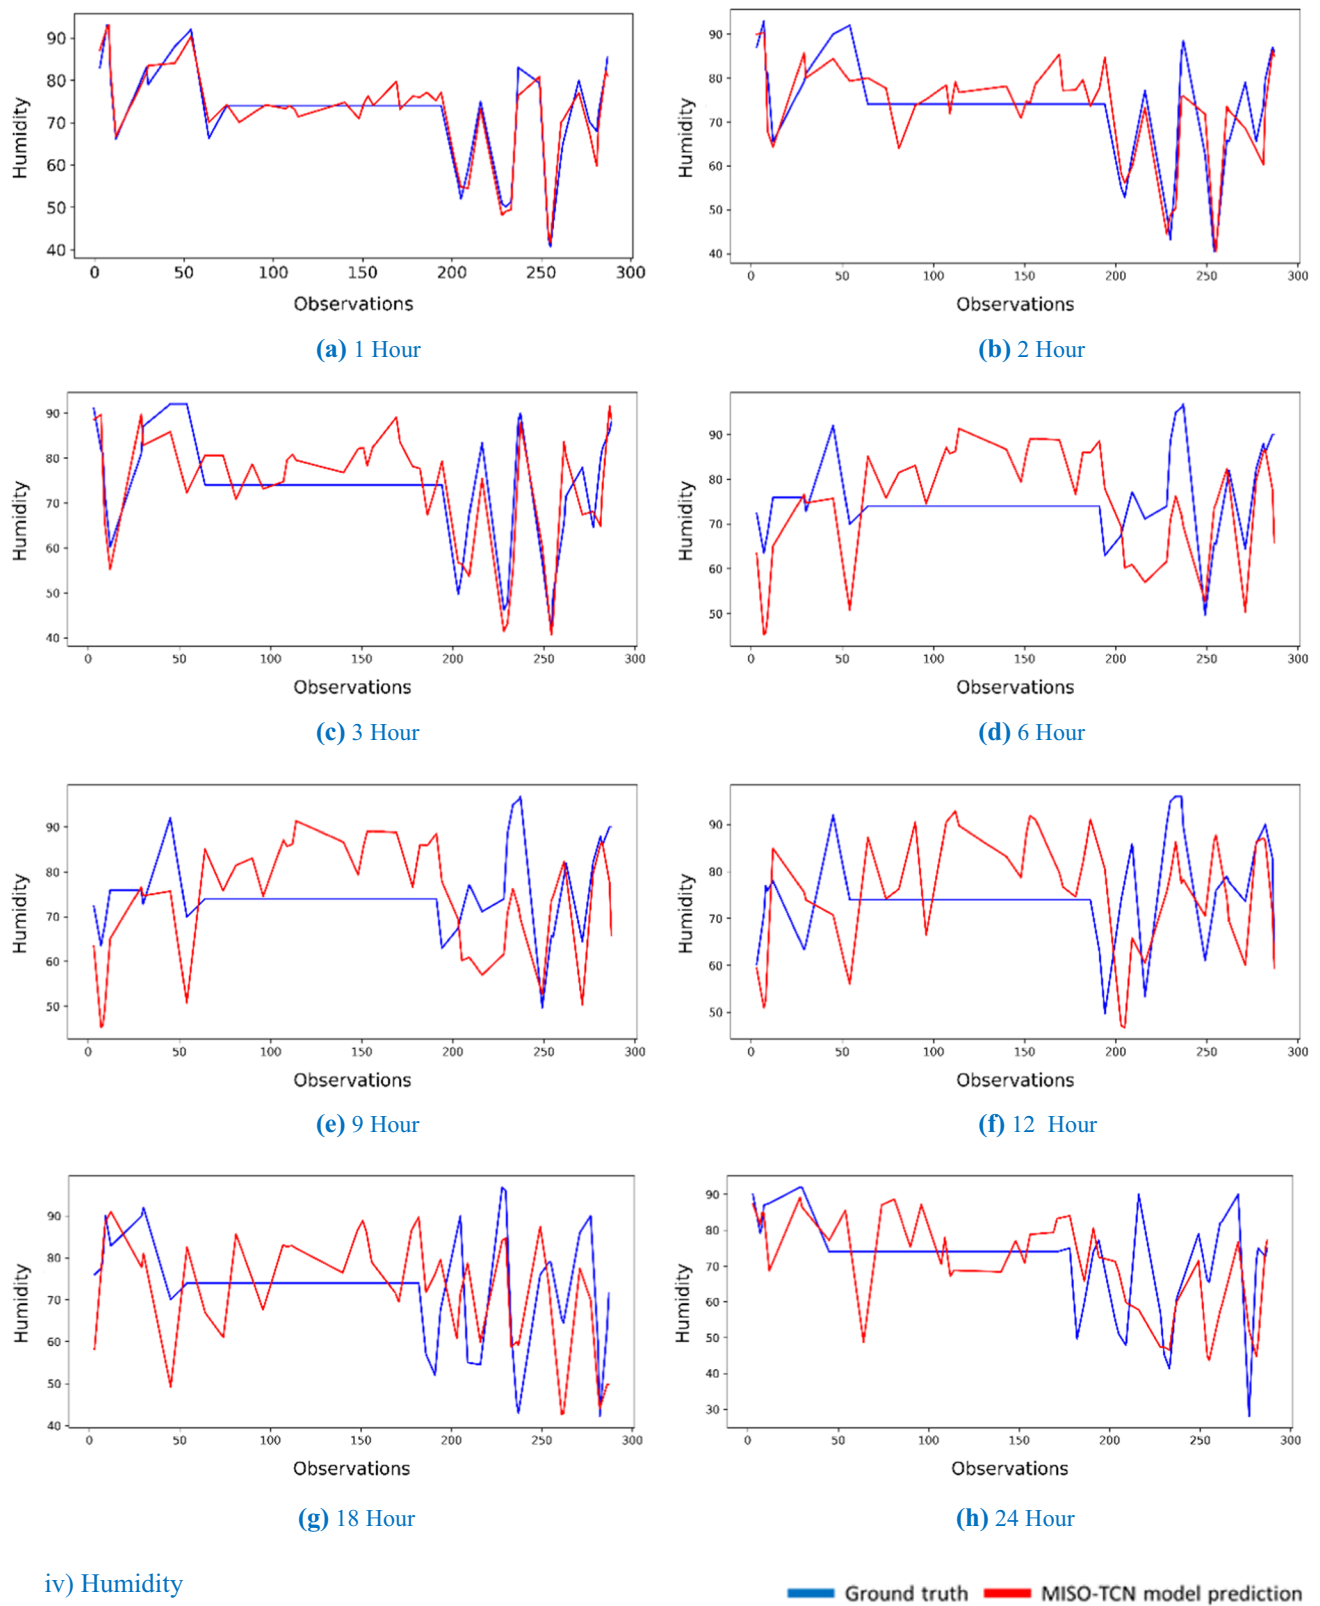 90
80
70
60
50
40
Humidity
0 50 100 150 200 250 300
Observations
(a) 1 Hour
90
80
70
60
50
40
Humidity
0 50 100 150 200 250 300
Observations
(b) 2 Hour
90
80
70
60
50
40
Humidity
0 50 100 150 200 250 300
Observations
(c) 3 Hour
90
80
70
60
50
Humidity
0 50 100 150 200 250 300
Observations
(d) 6 Hour
90
80
70
60
50
Humidity
0 50 100 150 200 250 300
Observations
(e) 9 Hour
90
80
70
60
50
Humidity
0 50 100 150 200 250 300
Observations
(f) 12 Hour
90
80
70
60
50
40
Humidity
0 50 100 150 200 250 300
Observations
(g) 18 Hour
90
80
70
60
50
40
30
Humidity
0 50 100 150 200 250 300
Observations
(h) 24 Hour
iv) Humidity
Ground truth MISO-TCN model prediction